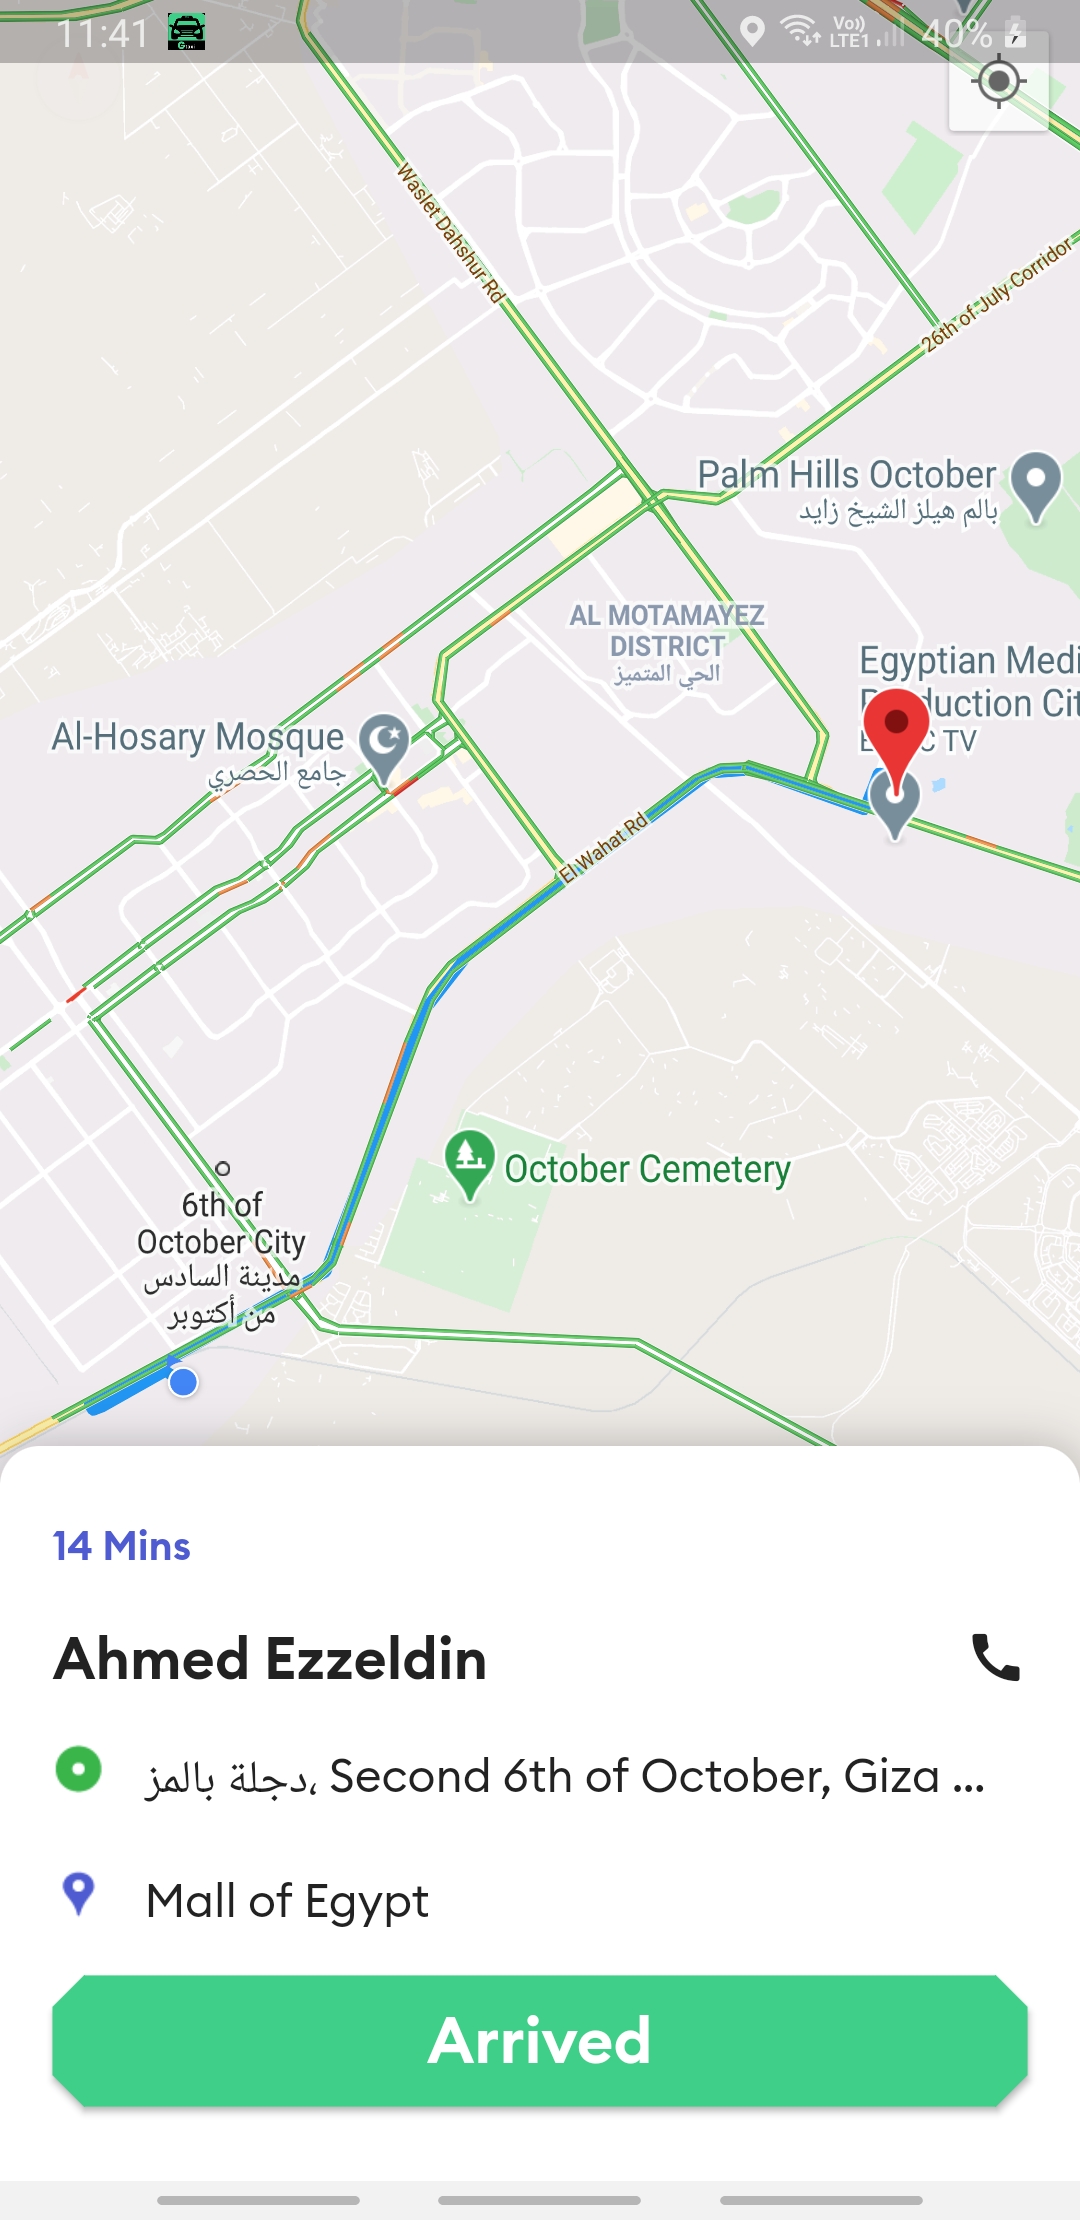 11:41
Vo))
LTE1
40%
Waslet Dahshur Rd
26th of July Corridor
Palm Hills October
بالم هيلز الشيخ زايد
AL MOTAMAYEZ
DISTRICT
الحي المتميز
Egyptian Medi
duction Cit
TV
Al-Hosary Mosque
جامع الحصري
El Wahat Rd
October Cemetery
6th of
October City
مدينة السادس
من أكتوبر
14 Mins
Ahmed Ezzeldin
دجلة بالمز، Second 6th of October, Giza ...
Mall of Egypt
Arrived